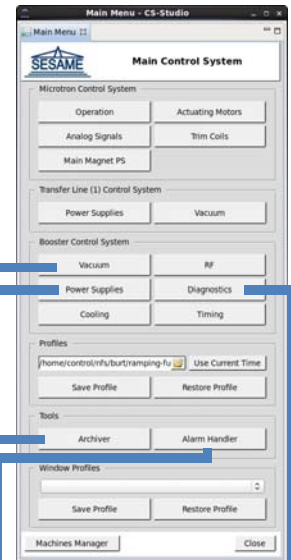 Main Menu - CS-Studio
Main Menu
SESAME
Main Control System
Microtron Control System
Operation
Actuating Motors
Analog Signals
Trim Coils
Main Magnet PS
Transfer Line (1) Control System
Power Supplies
Vacuum
Booster Control System
Vacuum
RF
Power Supplies
Diagnostics
Cooling
Timing
Profiles
/home/control/nfs/burt/ramping-fu
Use Current Time
Save Profile
Restore Profile
Tools
Archiver
Alarm Handler
Window Profiles
Save Profile
Restore Profile
Machines Manager
Close